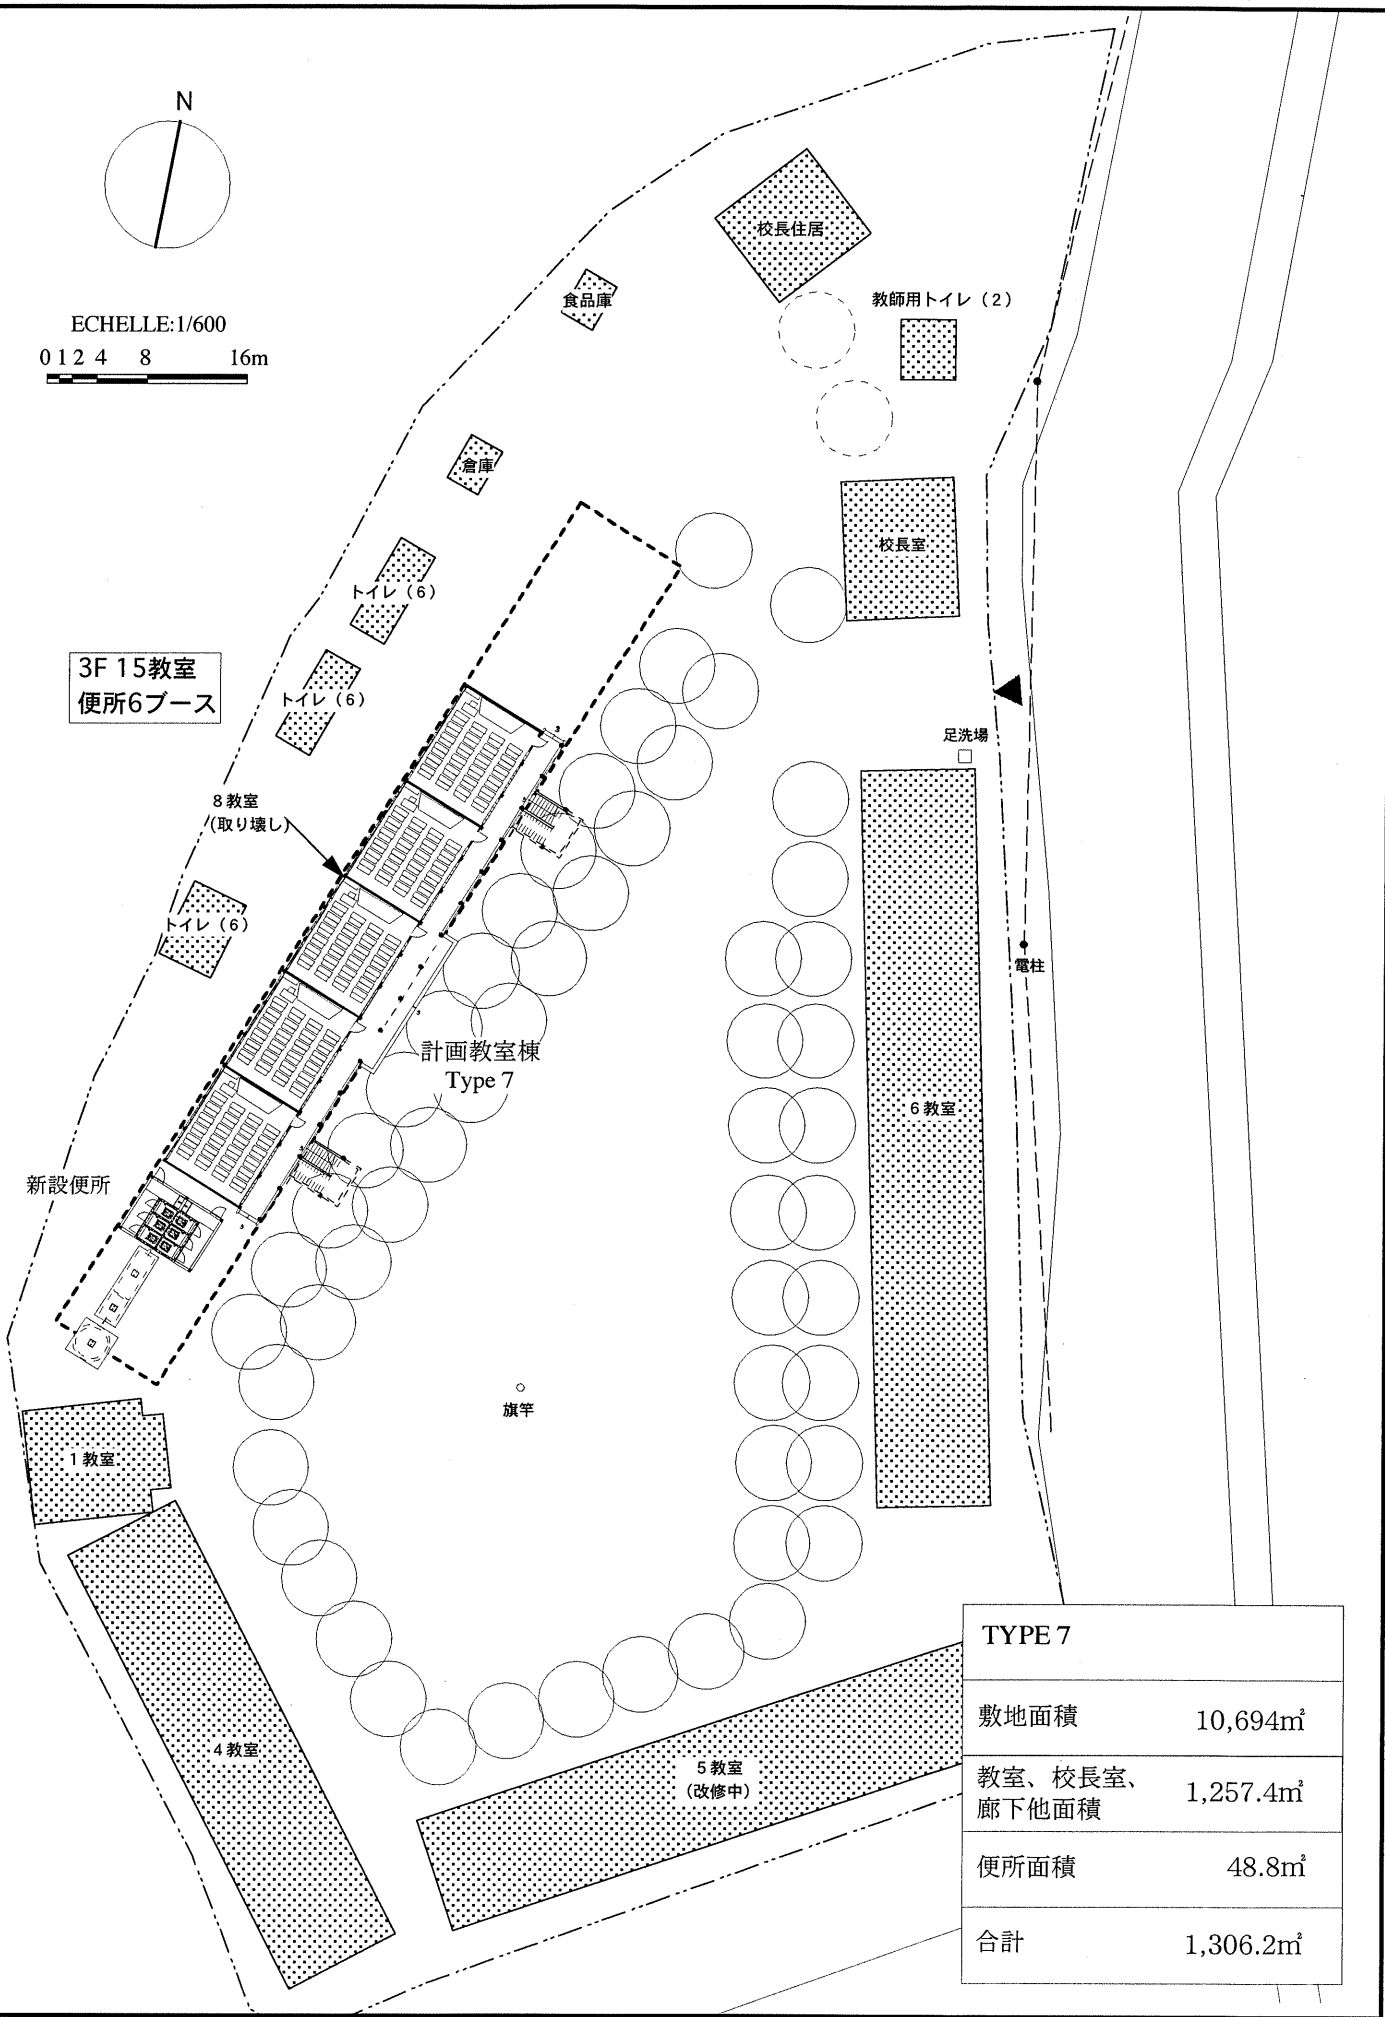 N
ECHELLE:1/600
0 1 2 4 8 16m
校長住居
食品庫
教師用トイレ（2）
倉庫
校長室
トイレ（6）
3F 15教室
便所6ブース
トイレ（6）
足洗場
8教室
(取り壊し)
トイレ（6）
電柱
計画教室棟
Type 7
6教室
新設便所
旗竿
1教室
4教室
5教室
(改修中)
TYPE 7
敷地面積 10,694㎡
教室、校長室、
廊下他面積 1,257.4㎡
便所面積 48.8㎡
合計 1,306.2㎡